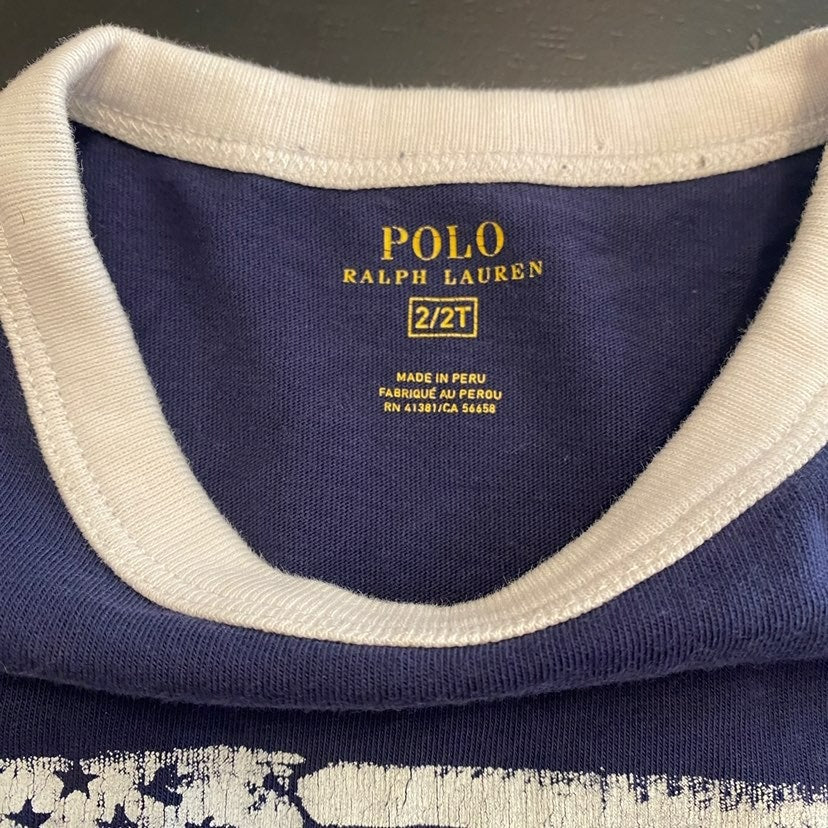 POLO
RALPH LAUREN
2/2T
MADE IN PERU
FABRIQUÉ AU PEROU
RN 41381/CA 56658